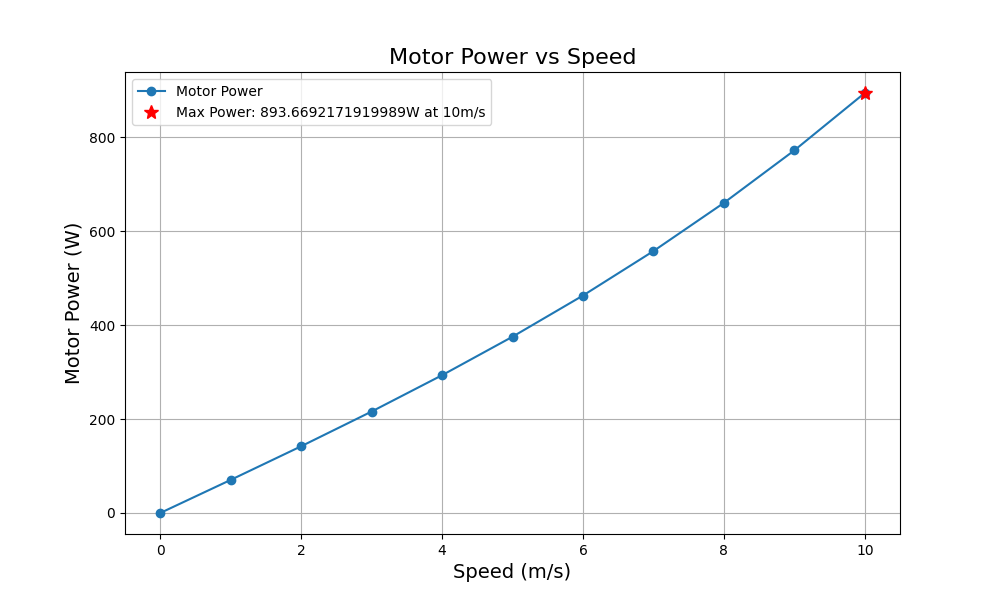 Motor Power vs Speed
Motor Power
Max Power: 893.6692171919989W at 10m/s
Motor Power (W)
800
600
400
200
0
0 2 4 6 8 10
Speed (m/s)